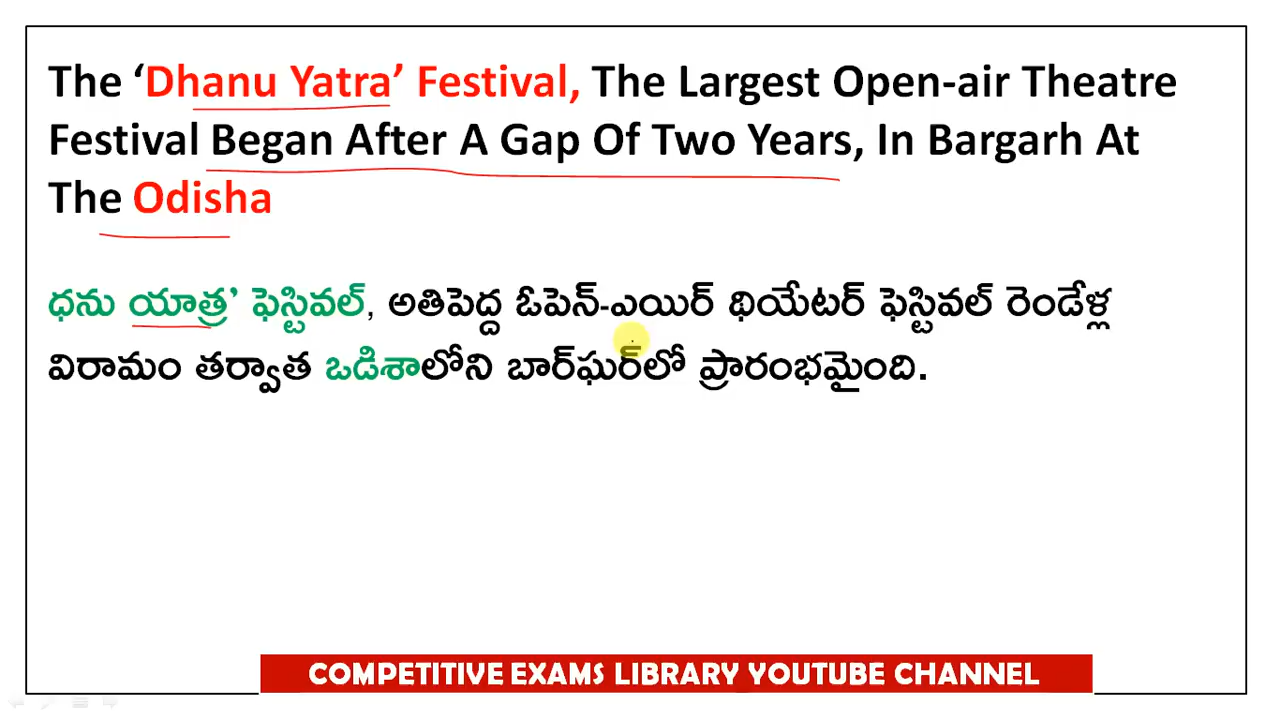 The ‘Dhanu Yatra’ Festival, The Largest Open-air Theatre
Festival Began After A Gap Of Two Years, In Bargarh At
The Odisha
ధను యాత్ర’ ఫెస్టివల్, అతిపెద్ద ఓపెన్-ఎయిర్ థియేటర్ ఫెస్టివల్ రెండేళ్ల
విరామం తర్వాత ఒడిశాలోని బార్‌ఘర్‌లో ప్రారంభమైంది.
COMPETITIVE EXAMS LIBRARY YOUTUBE CHANNEL